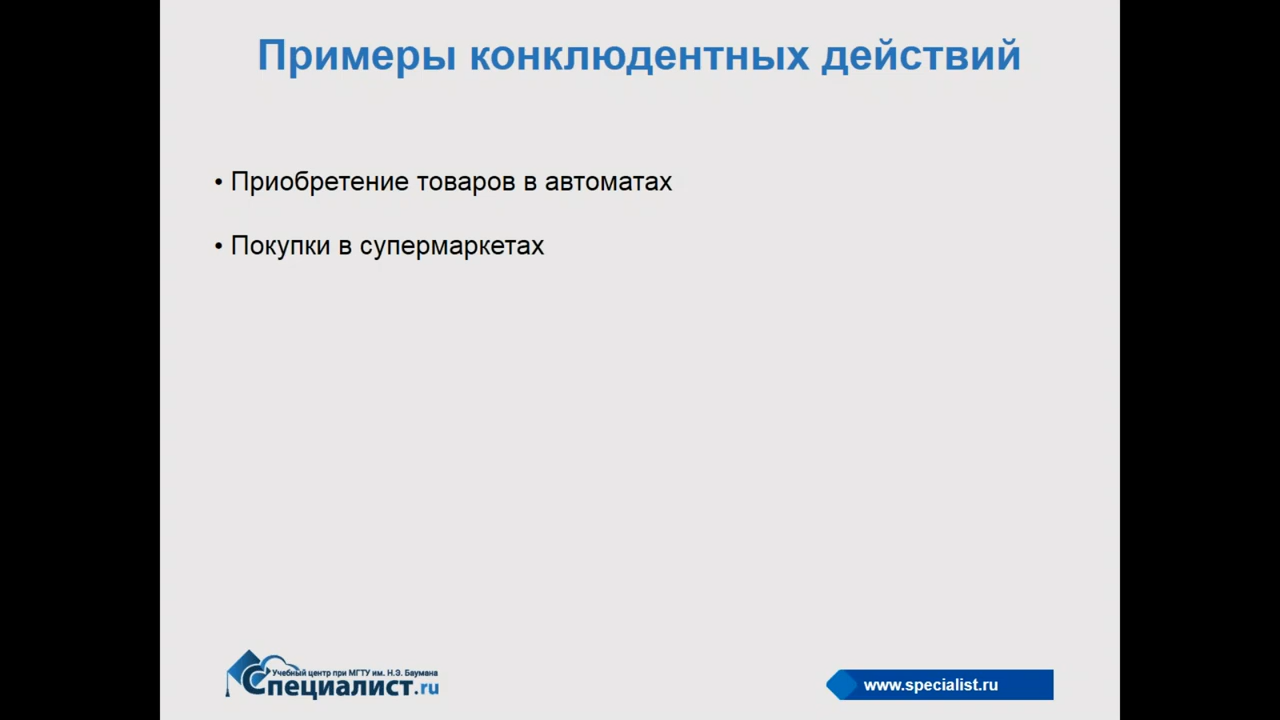 Примеры конклюдентных действий
• Приобретение товаров в автоматах
• Покупки в супермаркетах
Учебный центр при МГТУ им. Н.Э. Баумана
Специалист.ru
www.specialist.ru